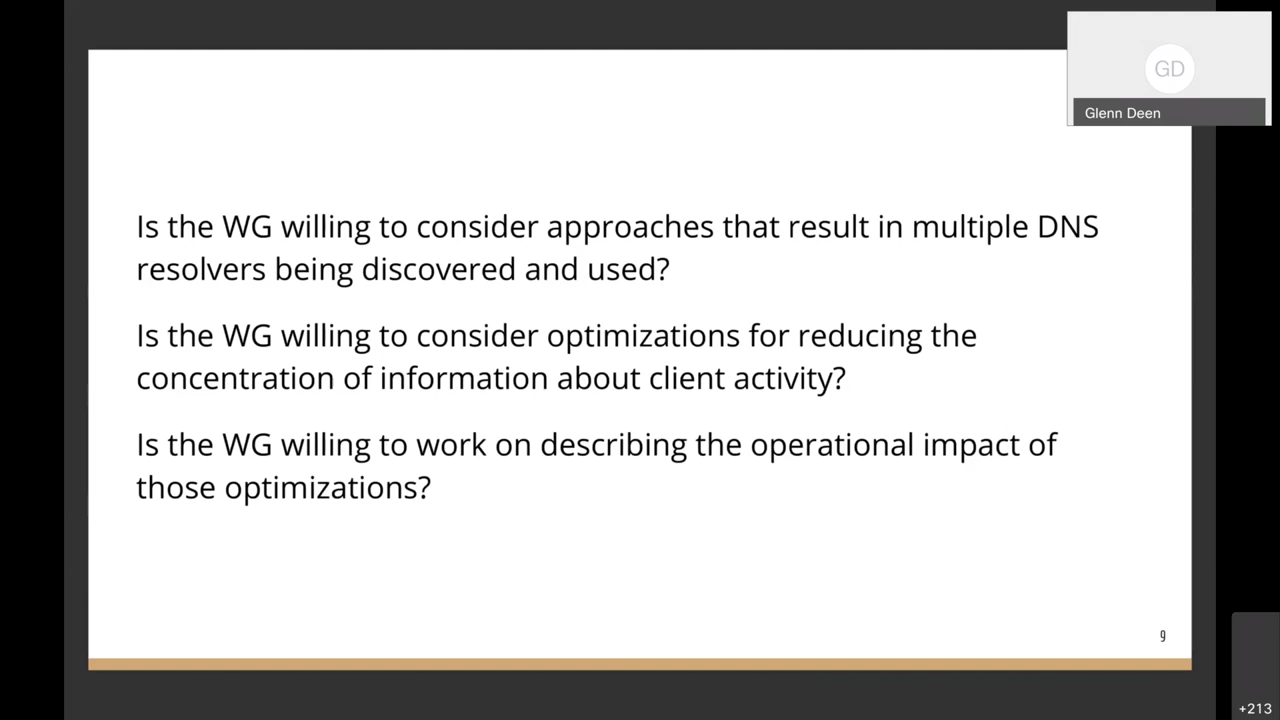 GD
Glenn Deen
Is the WG willing to consider approaches that result in multiple DNS
resolvers being discovered and used?
Is the WG willing to consider optimizations for reducing the
concentration of information about client activity?
Is the WG willing to work on describing the operational impact of
those optimizations?
9
+213